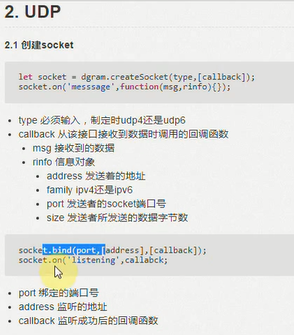 2. UDP
2.1 创建socket
let socket = dgram.createSocket(type,[callback]);
socket.on('messsage',function(msg,rinfo){});
type 必须输入，制定时udp4还是udp6
callback 从该接口接收到数据时调用的回调函数
msg 接收到的数据
rinfo 信息对象
address 发送着的地址
family ipv4还是ipv6
port 发送者的socket端口号
size 发送者所发送的数据字节数
socket.bind(port,[address],[callback]);
socket.on('listening',callabck;
port 绑定的端口号
address 监听的地址
callback 监听成功后的回调函数